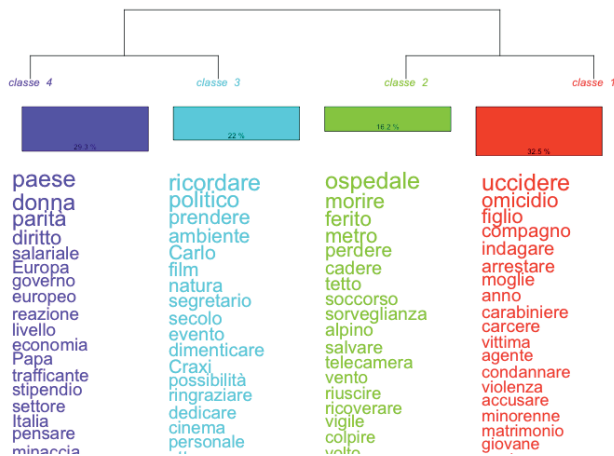 classe 4
classe 3
classe 2
classe 1
29.3 %
22 %
16.2 %
32.5 %
paese
donna
parità
diritto
salariale
Europa
governo
europeo
reazione
livello
economia
Papa
trafficante
stipendio
settore
Italia
pensare
minaccia
ricordare
politico
prendere
ambiente
Carlo
film
natura
segretario
secolo
evento
dimenticare
Craxi
possibilità
ringraziare
dedicare
cinema
personale
ospedale
morire
ferito
metro
perdere
cadere
tetto
soccorso
sorveglianza
alpino
salvare
telecamera
vento
riuscire
ricoverare
vigile
colpire
volto
uccidere
omicidio
figlio
compagno
indagare
arrestare
moglie
anno
carabiniere
carcere
vittima
agente
condannare
violenza
accusare
minorenne
matrimonio
giovane